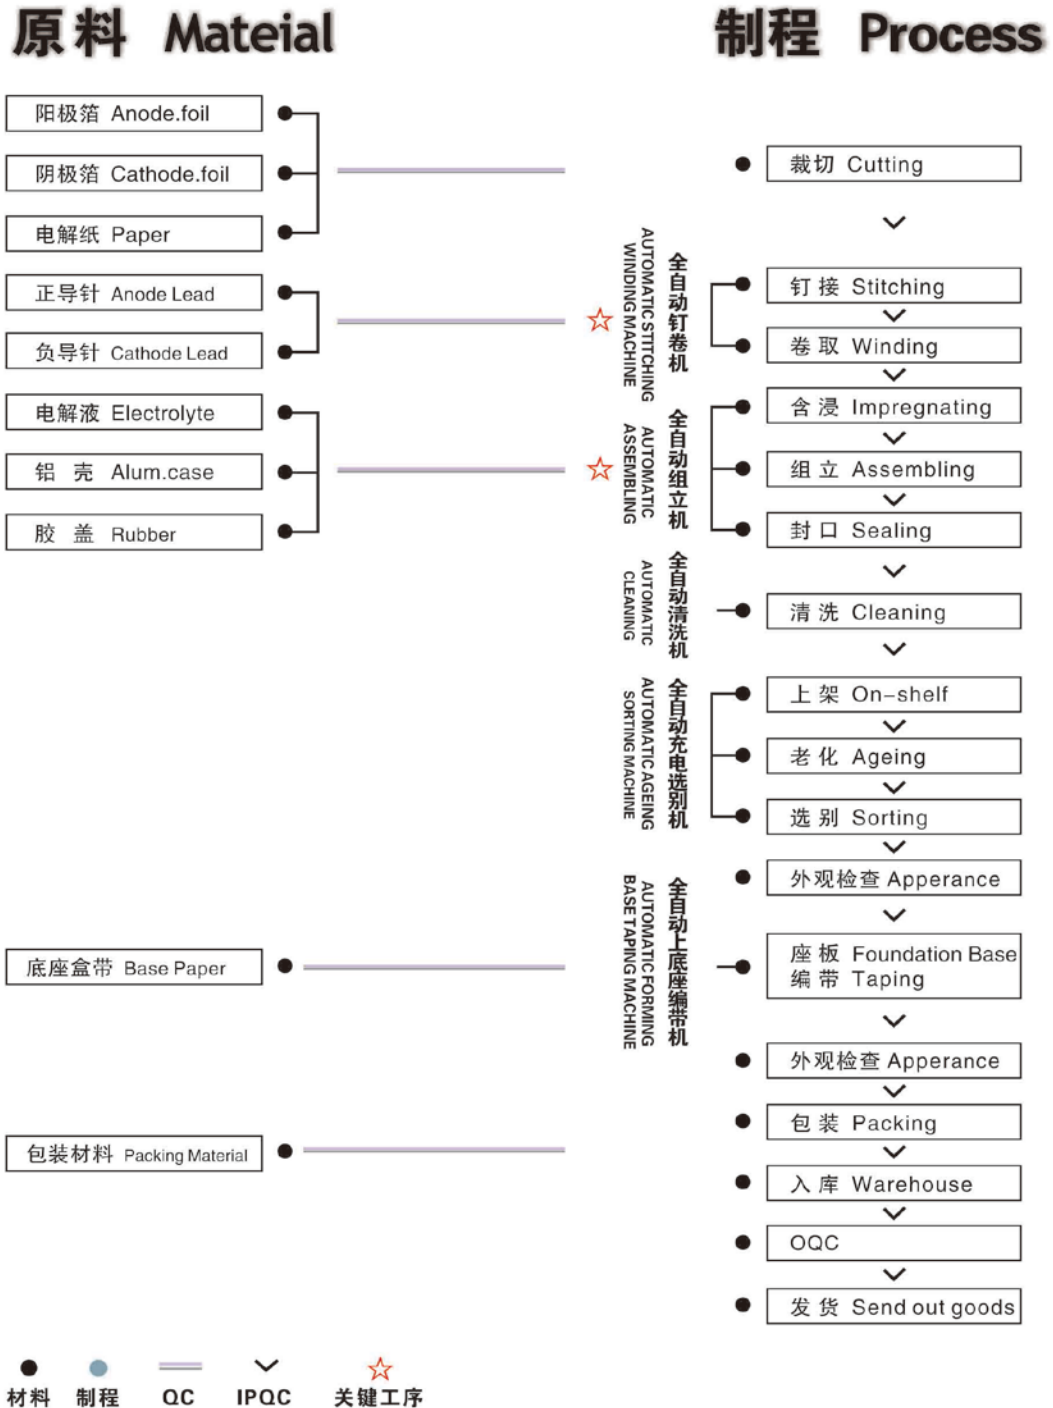 原料 Mateial
制程 Process
阳极箔 Anode.foil
阴极箔 Cathode.foil
电解纸 Paper
正导针 Anode Lead
负导针 Cathode Lead
电解液 Electrolyte
铝 壳 Alum.case
胶 盖 Rubber
底座盒带 Base Paper
包装材料 Packing Material
全自动钉卷机
AUTOMATIC STITCHING
WINDING MACHINE
全自动组立机
AUTOMATIC
ASSEMBLING
全自动清洗机
AUTOMATIC
CLEANING
全自动充电选别机
AUTOMATIC AGEING
SORTING MACHINE
全自动上底座编带机
AUTOMATIC FORMING
BASE TAPING MACHINE
裁切 Cutting
钉接 Stitching
卷取 Winding
含浸 Impregnating
组立 Assembling
封口 Sealing
清洗 Cleaning
上架 On-shelf
老化 Ageing
选别 Sorting
外观检查 Apperance
座板 Foundation Base
编带 Taping
外观检查 Apperance
包装 Packing
入库 Warehouse
OQC
发货 Send out goods
材料 制程 QC IPQC 关键工序